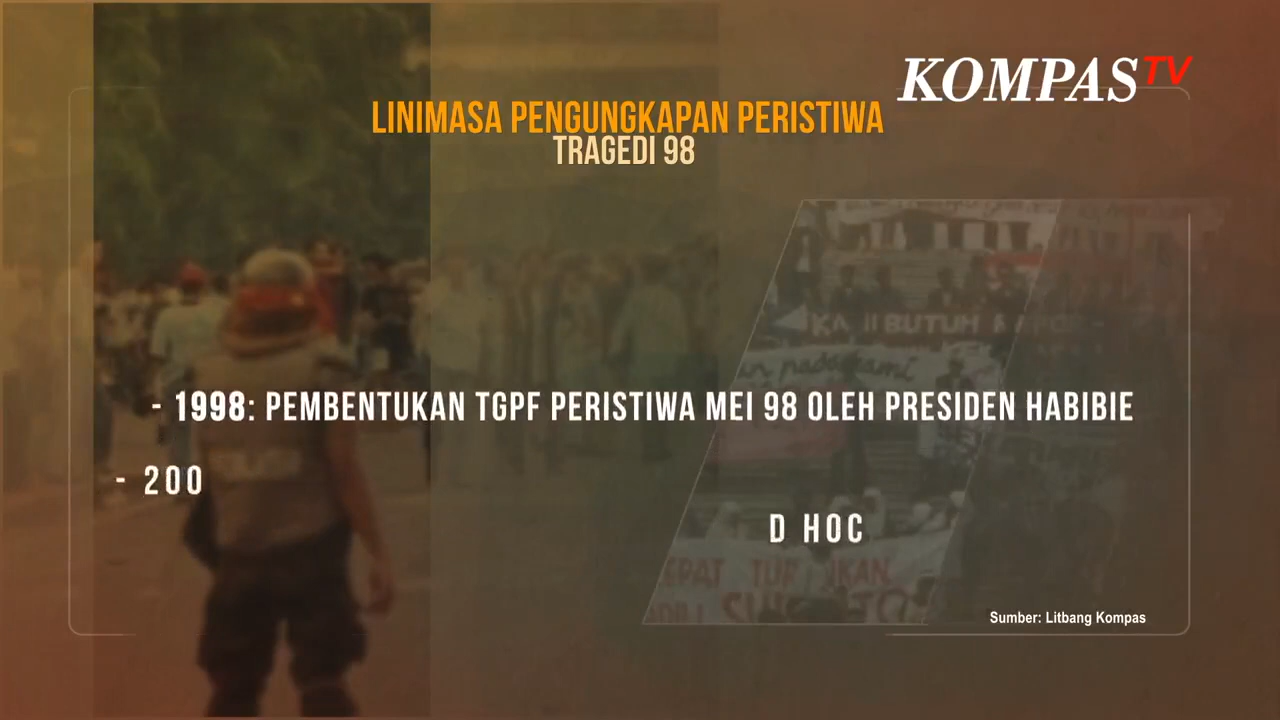 KOMPASTV
LINIMASA PENGUNGKAPAN PERISTIWA
TRAGEDI 98
- 1998: PEMBENTUKAN TGPF PERISTIWA MEI 98 OLEH PRESIDEN HABIBIE
- 200
D HOC
BUTUH
Sumber: Litbang Kompas